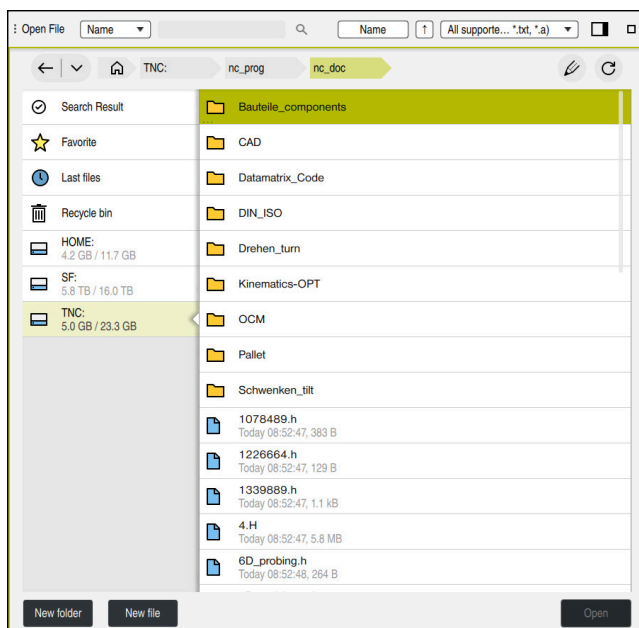 Open File
Name
Name
All supporte... *.txt, *.a)
TNC:
nc_prog
nc_doc
Search Result
Favorite
Last files
Recycle bin
HOME:
4.2 GB / 11.7 GB
SF:
5.8 TB / 16.0 TB
TNC:
5.0 GB / 23.3 GB
Bauteile_components
CAD
Datamatrix_Code
DIN_ISO
Drehen_turn
Kinematics-OPT
OCM
Pallet
Schwenken_tilt
1078489.h
Today 08:52:47, 383 B
1226664.h
Today 08:52:47, 129 B
1339889.h
Today 08:52:47, 1.1 kB
4.H
Today 08:52:47, 5.8 MB
6D_probing.h
Today 08:52:48, 264 B
New folder
New file
Open